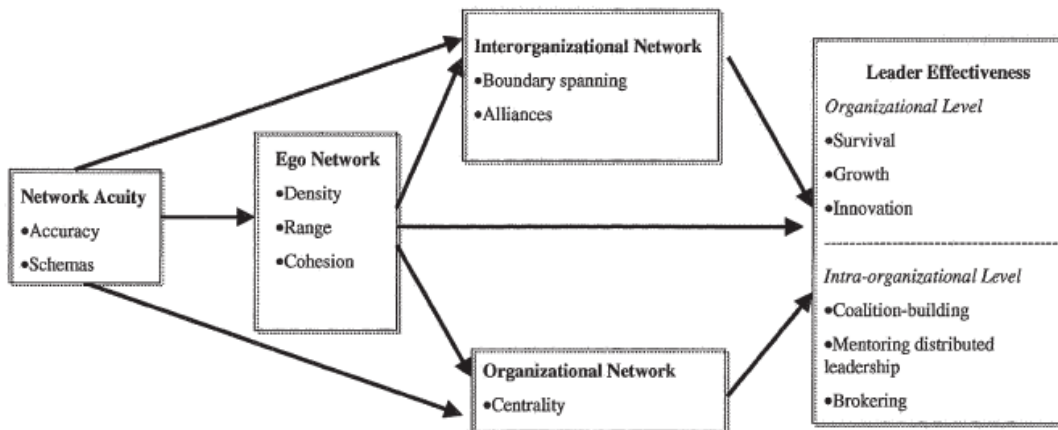 Network Acuity
•Accuracy
•Schemas
Ego Network
•Density
•Range
•Cohesion
Interorganizational Network
•Boundary spanning
•Alliances
Organizational Network
•Centrality
Leader Effectiveness
Organizational Level
•Survival
•Growth
•Innovation
Intra-organizational Level
•Coalition-building
•Mentoring distributed
leadership
•Brokering